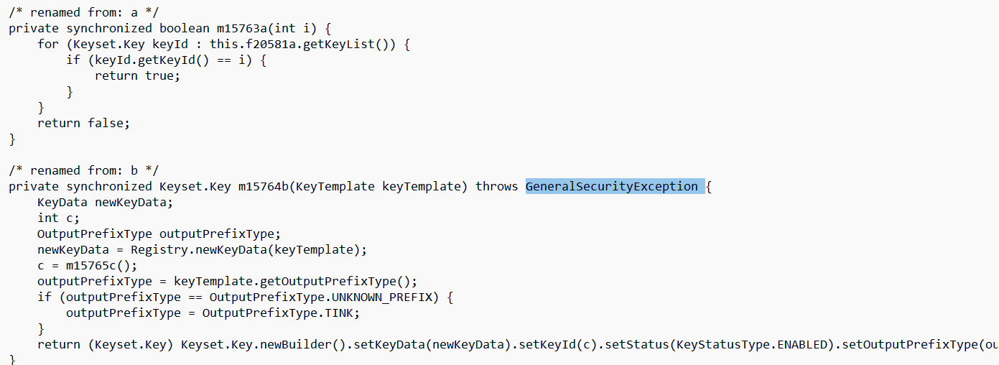 /* renamed from: a */
private synchronized boolean m15763a(int i) {
    for (Keyset.Key keyId : this.f20581a.getKeyList()) {
        if (keyId.getKeyId() == i) {
            return true;
        }
    }
    return false;
}

/* renamed from: b */
private synchronized Keyset.Key m15764b(KeyTemplate keyTemplate) throws GeneralSecurityException {
    KeyData newKeyData;
    int c;
    OutputPrefixType outputPrefixType;
    newKeyData = Registry.newKeyData(keyTemplate);
    c = m15765c();
    outputPrefixType = keyTemplate.getOutputPrefixType();
    if (outputPrefixType == OutputPrefixType.UNKNOWN_PREFIX) {
        outputPrefixType = OutputPrefixType.TINK;
    }
    return (Keyset.Key) Keyset.Key.newBuilder().setKeyData(newKeyData).setKeyId(c).setStatus(KeyStatusType.ENABLED).setOutputPrefixType(ou
}